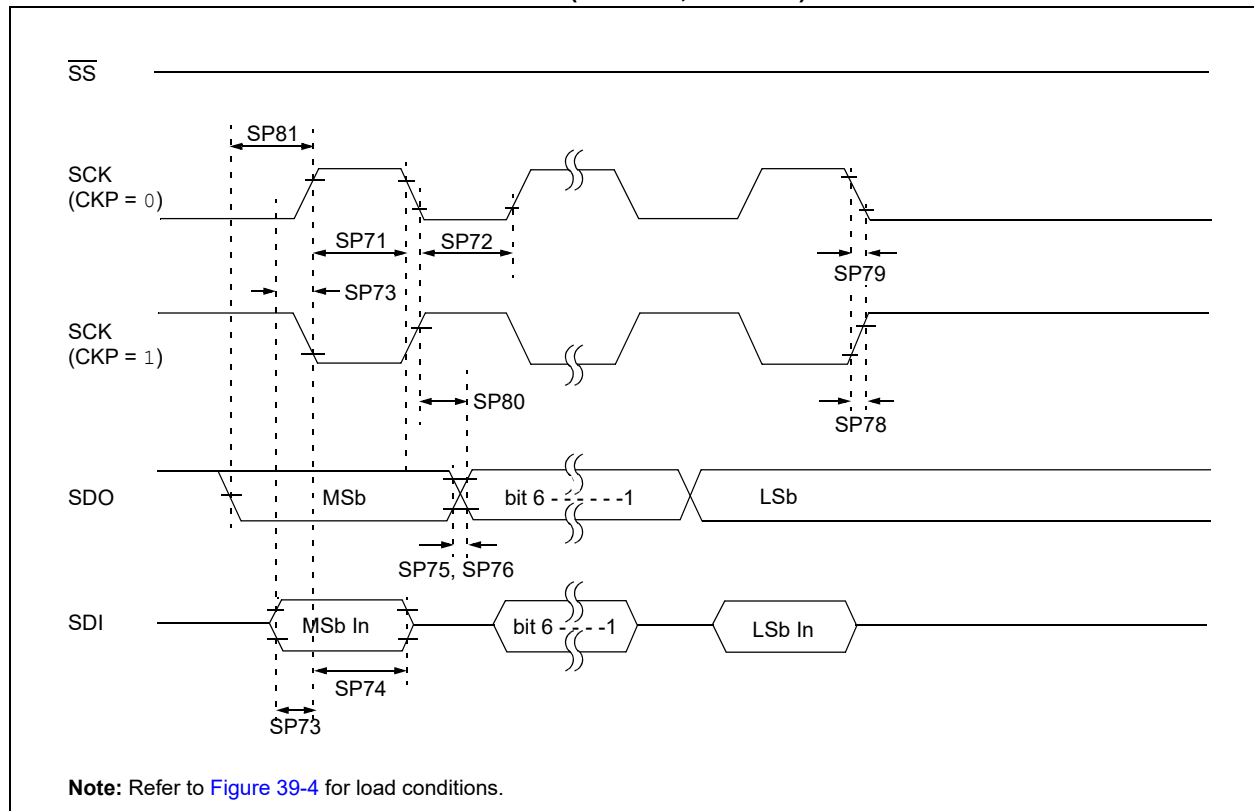 SS
SP81
SCK
(CKP = 0)
SP71
SP72
SP79
SP73
SCK
(CKP = 1)
SP80
SP78
SDO
MSb
bit 6 - - - - - - -1
LSb
SP75, SP76
SDI
MSb In
bit 6 - - - - -1
LSb In
SP74
SP73
Note: Refer to Figure 39-4 for load conditions.